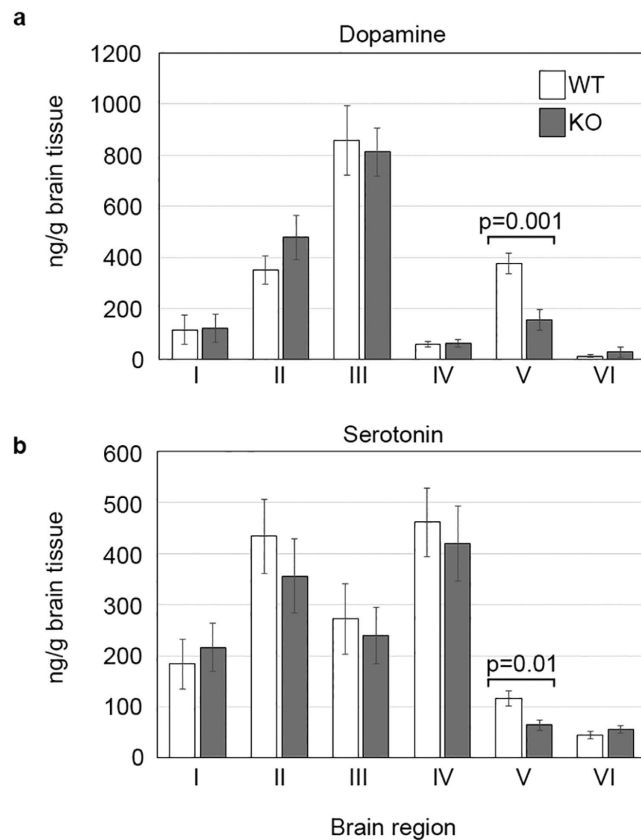 a
Dopamine
1200
1000
800
600
400
200
0
ng/g brain tissue
WT
KO
p=0.001
I II III IV V VI
b
Serotonin
600
500
400
300
200
100
0
ng/g brain tissue
p=0.01
I II III IV V VI
Brain region